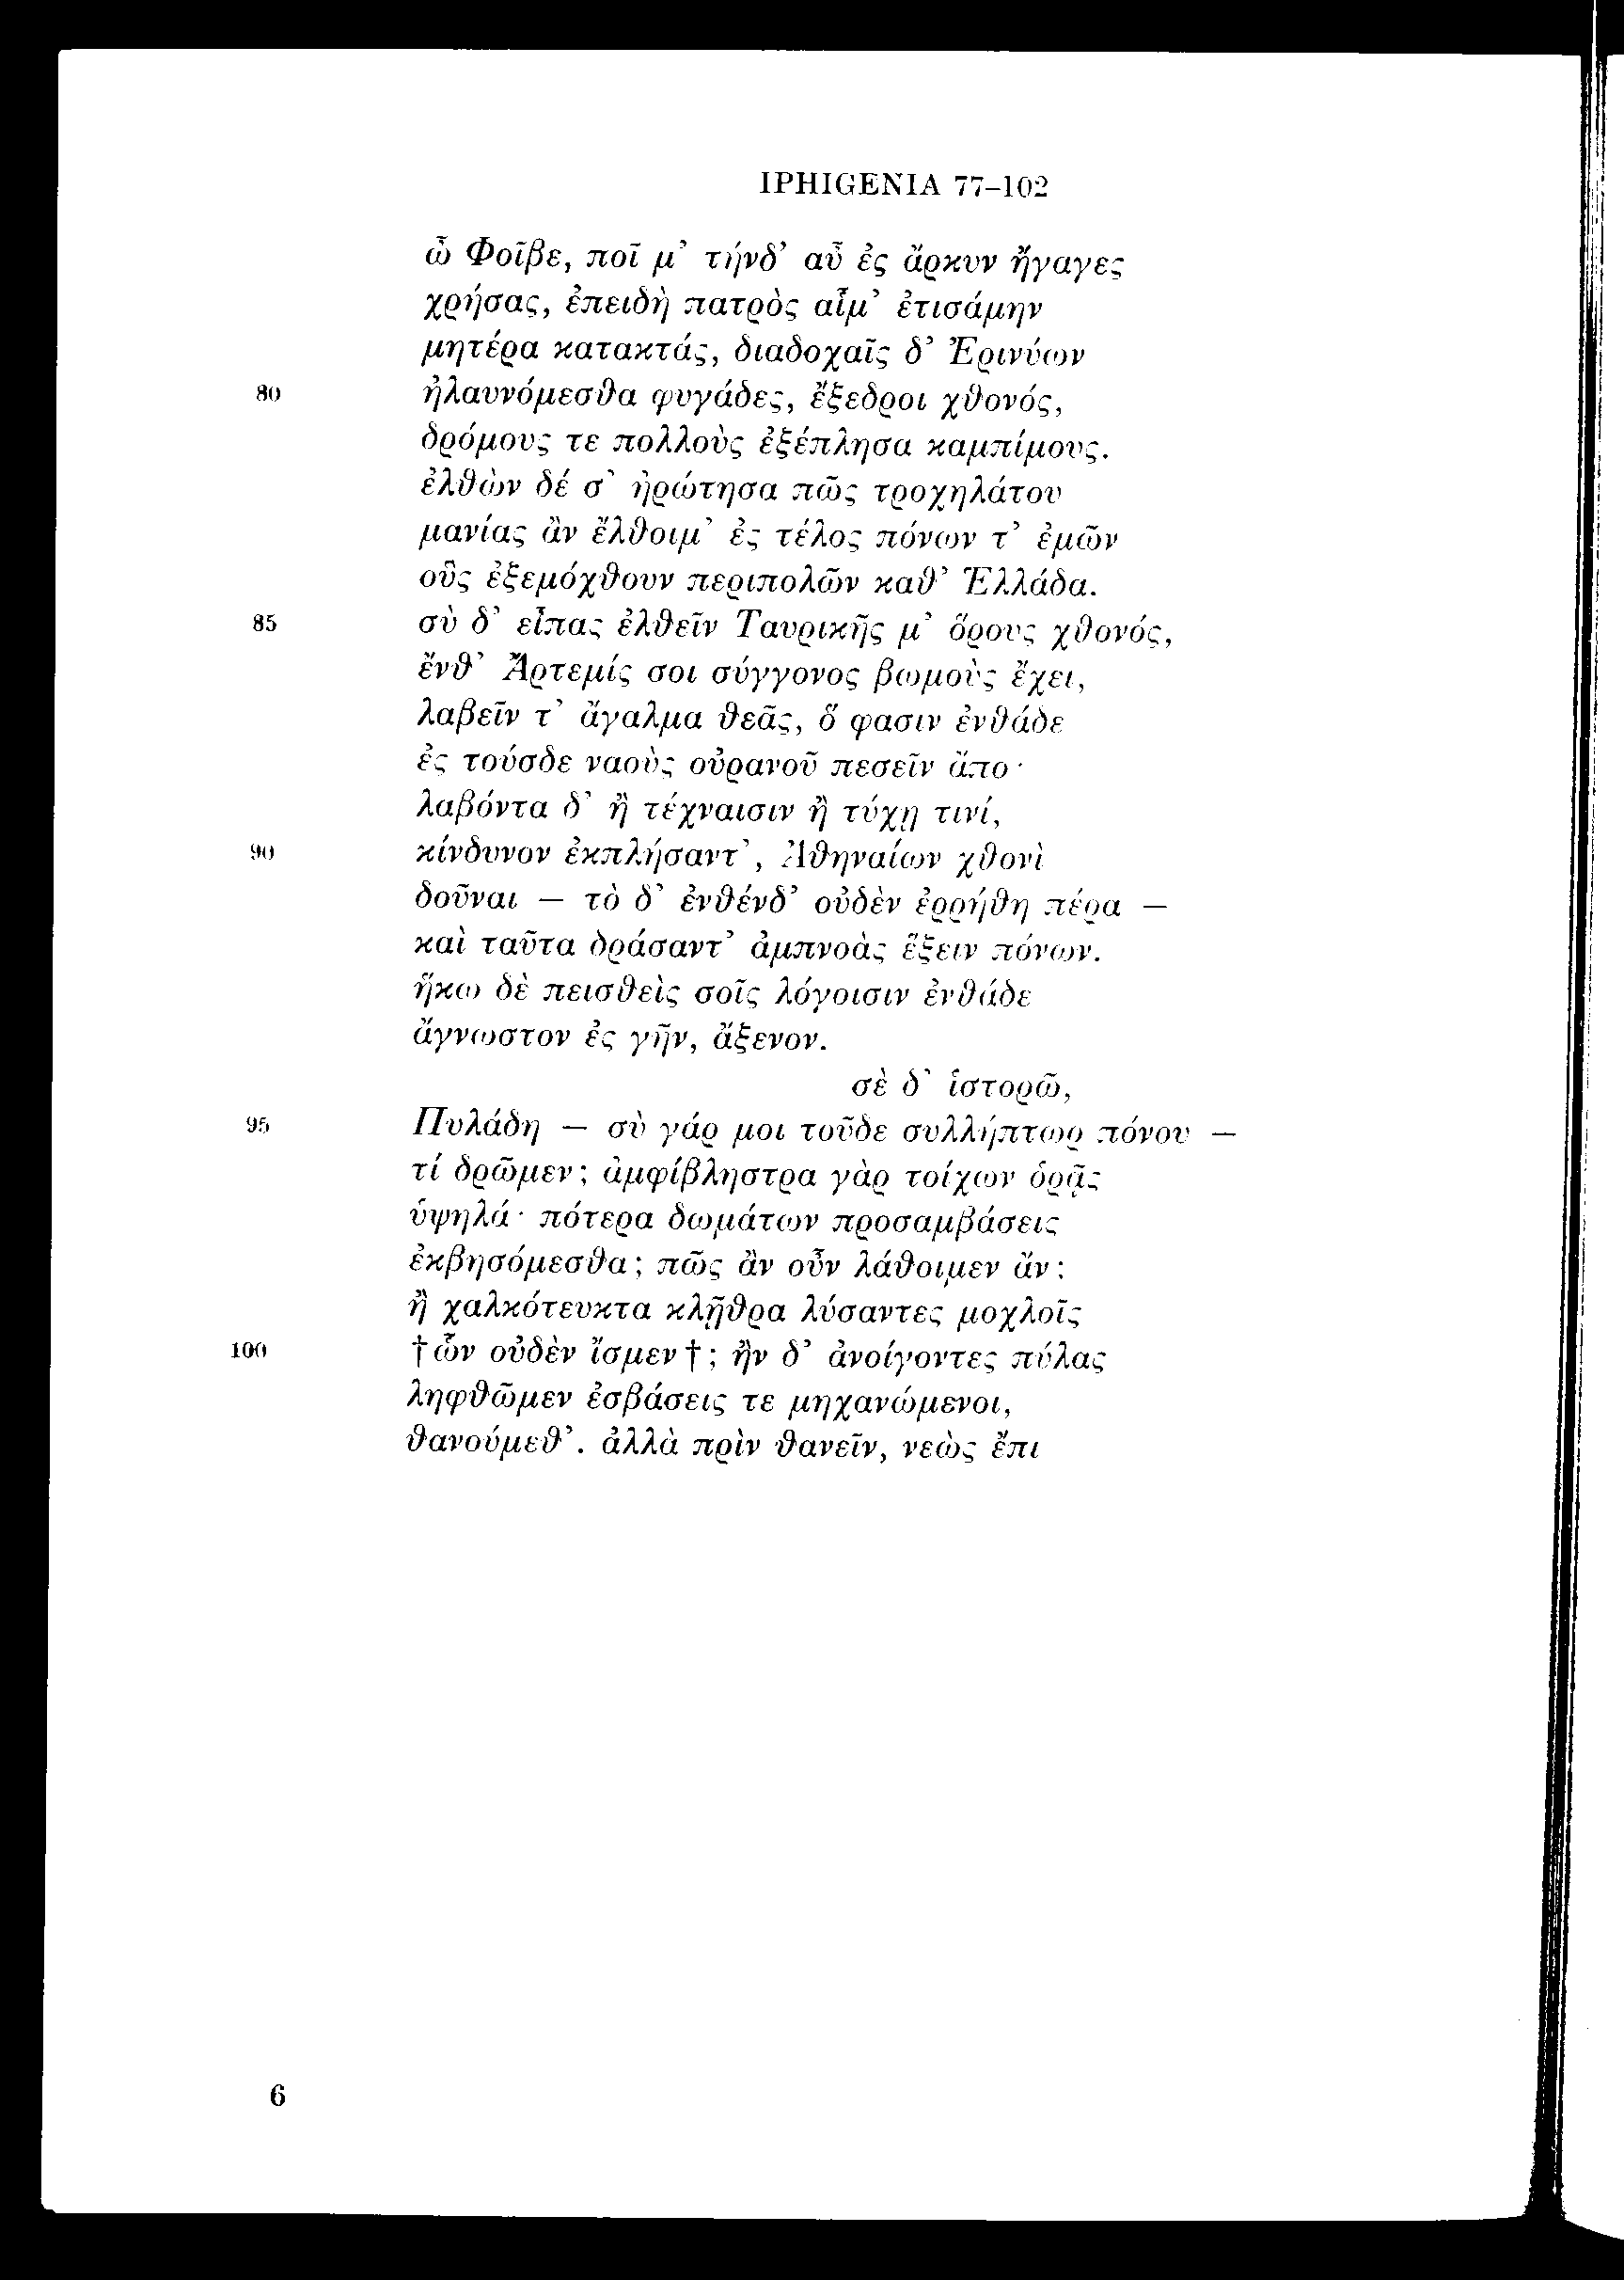 IPHIGENIA 77–102
ὦ Φοῖβε, ποῖ μ’ τήνδ’ αὖ ἐς ἄρκυν ἤγαγες
χρήσας, ἐπειδὴ πατρὸς αἷμ’ ἐτισάμην
μητέρα κατακτάς, διαδοχαῖς δ’ Ἐρινύων
80 ἠλαυνόμεσθα φυγάδες, ἔξεδροι χθονός,
δρόμους τε πολλοὺς ἐξέπλησα καμπίμους.
ἐλθὼν δέ σ’ ἠρώτησα πῶς τροχηλάτου
μανίας ἂν ἔλθοιμ’ ἐς τέλος πόνων τ’ ἐμῶν
οὓς ἐξεμόχθουν περιπολῶν καθ’ Ἑλλάδα.
85 σὺ δ’ εἶπας ἐλθεῖν Ταυρικῆς μ’ ὅρους χθονός,
ἔνθ’ Ἄρτεμίς σοι σύγγονος βωμοὺς ἔχει,
λαβεῖν τ’ ἄγαλμα θεᾶς, ὅ φασιν ἐνθάδε
ἐς τούσδε ναοὺς οὐρανοῦ πεσεῖν ἄπο·
λαβόντα δ’ ἢ τέχναισιν ἢ τύχῃ τινί,
90 κίνδυνον ἐκπλήσαντ’, Ἀθηναίων χθονὶ
δοῦναι – τὸ δ’ ἐνθένδ’ οὐδὲν ἐρρήθη πέρα –
καὶ ταῦτα δράσαντ’ ἀμπνοὰς ἕξειν πόνων.
ἥκω δὲ πεισθεὶς σοῖς λόγοισιν ἐνθάδε
ἄγνωστον ἐς γῆν, ἄξενον.
σὲ δ’ ἱστορῶ,
95 Πυλάδη – σὺ γάρ μοι τοῦδε συλλήπτωρ πόνου –
τί δρῶμεν; ἀμφίβληστρα γὰρ τοίχων ὁρᾷς
ὑψηλά· πότερα δωμάτων προσαμβάσεις
ἐκβησόμεσθα; πῶς ἂν οὖν λάθοιμεν ἄν;
ἢ χαλκότευκτα κλῇθρα λύσαντες μοχλοῖς
100 †ὧν οὐδὲν ἴσμεν†; ἢν δ’ ἀνοίγοντες πύλας
ληφθῶμεν ἐσβάσεις τε μηχανώμενοι,
θανούμεθ’. ἀλλὰ πρὶν θανεῖν, νεὼς ἔπι
6